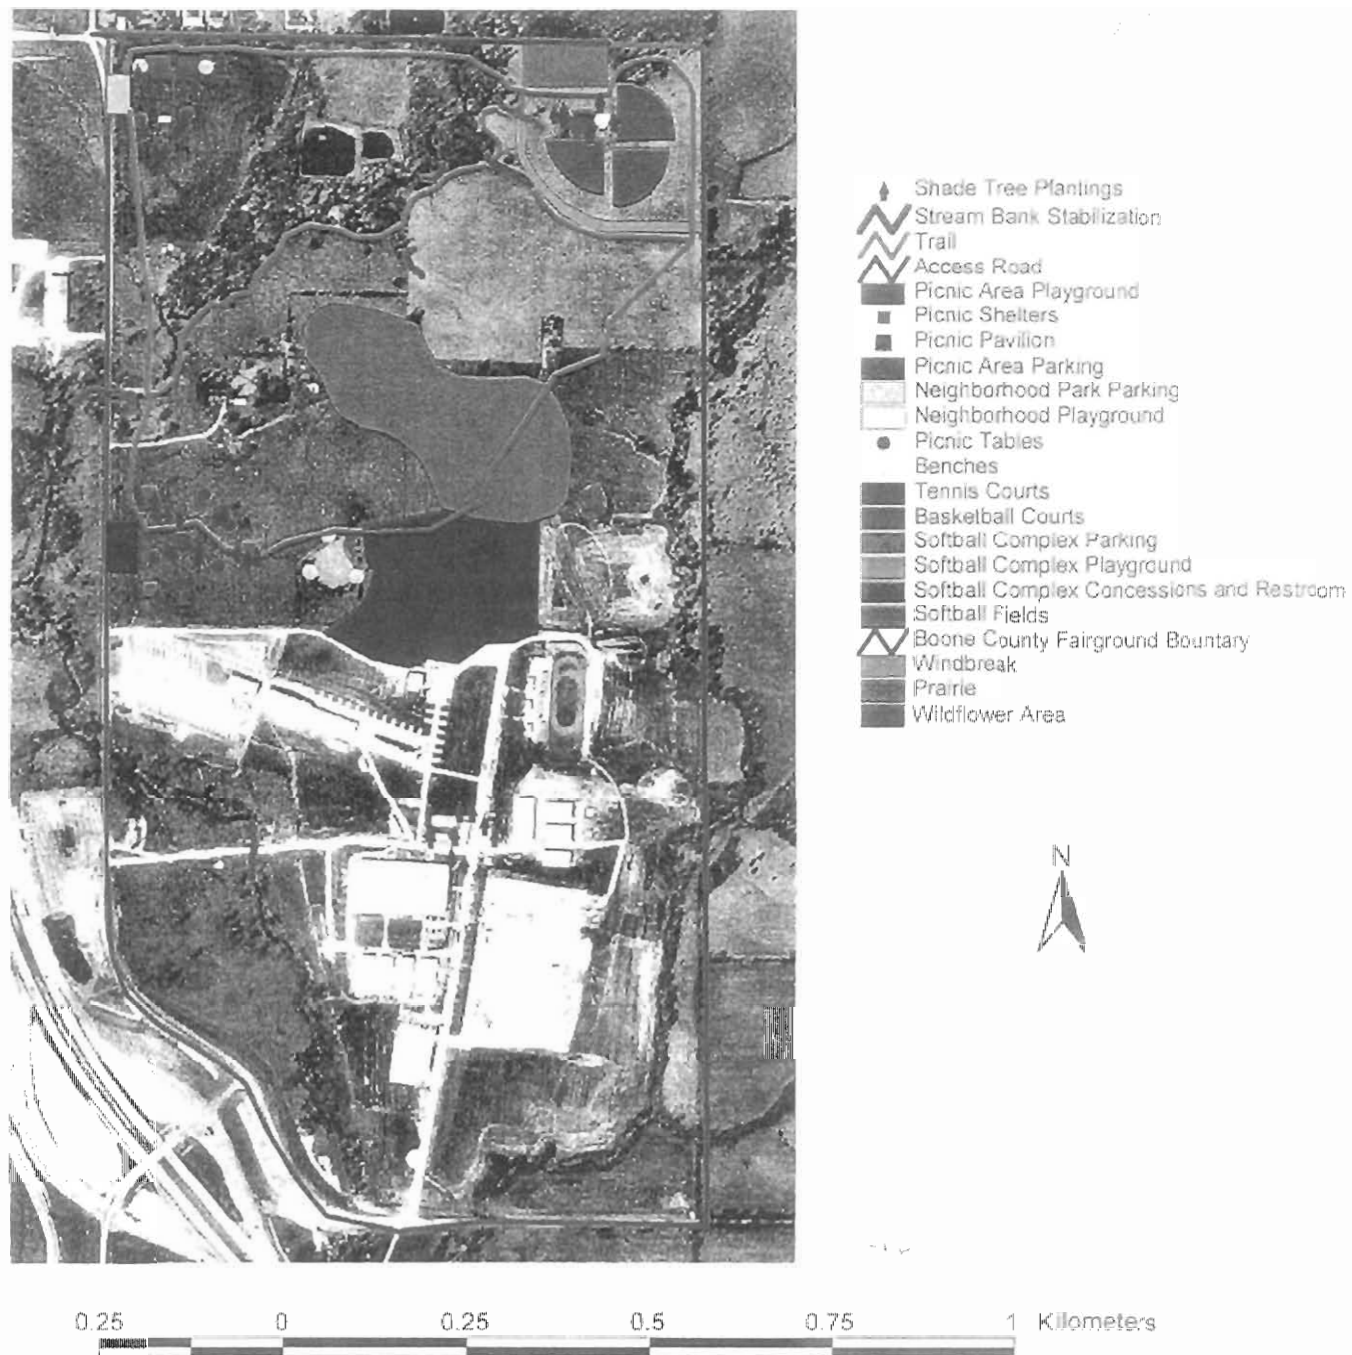 Shade Tree Plantings
Stream Bank Stabilization
Trail
Access Road
Picnic Area Playground
Picnic Shelters
Picnic Pavilion
Picnic Area Parking
Neighborhood Park Parking
Neighborhood Playground
Picnic Tables
Benches
Tennis Courts
Basketball Courts
Softball Complex Parking
Softball Complex Playground
Softball Complex Concessions and Restroom
Softball Fields
Boone County Fairground Bountary
Windbreak
Prairie
Wildflower Area
N
0.25 0 0.25 0.5 0.75 1 Kilometers